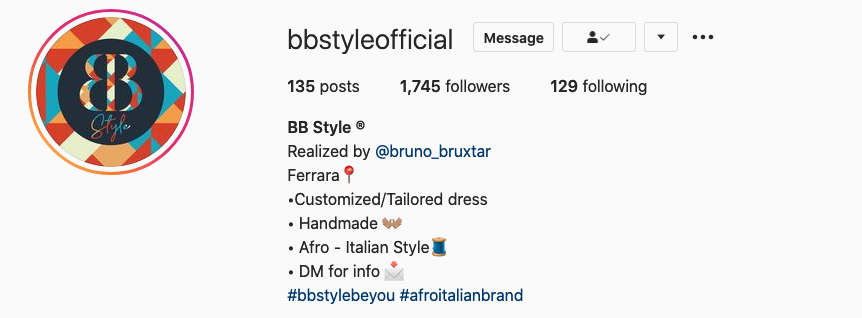 BB
Style
bbstyleofficial Message
135 posts 1,745 followers 129 following
BB Style ®
Realized by @bruno_bruxtar
Ferrara📍
•Customized/Tailored dress
• Handmade 👐🏽
• Afro - Italian Style🧵
• DM for info 📩
#bbstylebeyou #afroitalianbrand